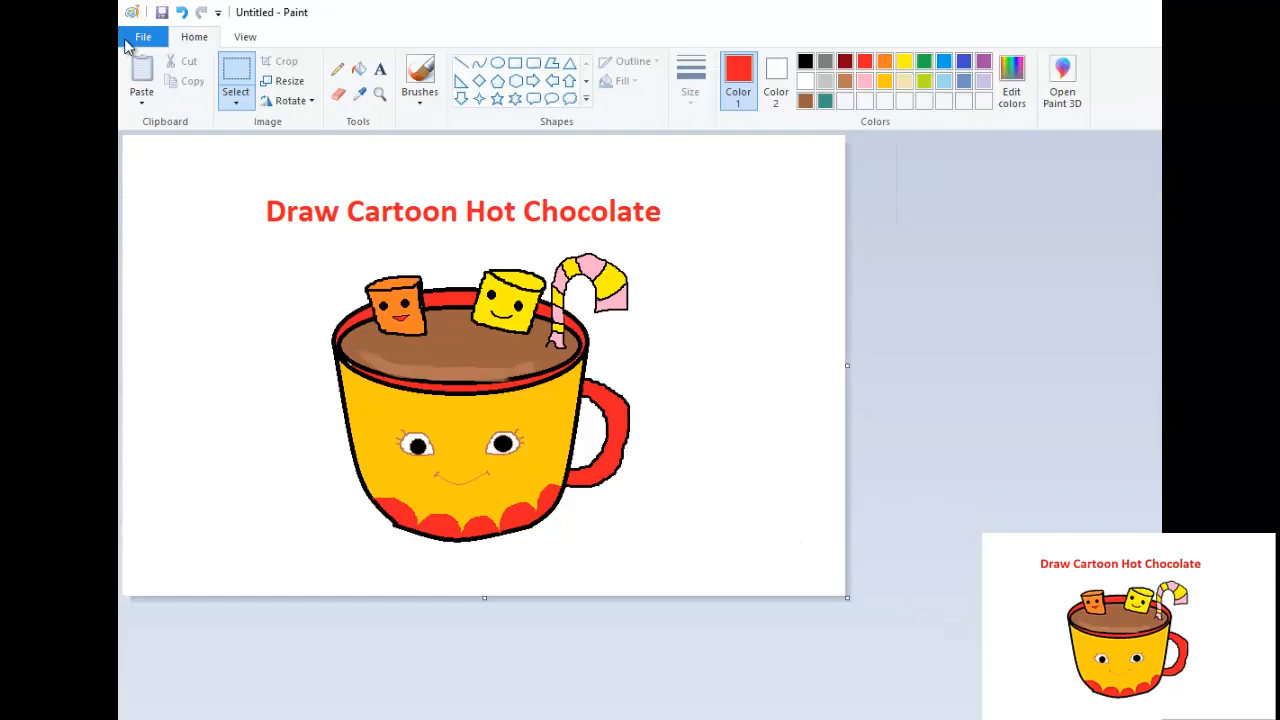 Untitled - Paint
File Home View
Paste
Cut
Copy
Clipboard
Select
Crop
Resize
Rotate
Image
A
Tools
Brushes
Outline
Fill
Shapes
Size
Color 1
Color 2
Edit colors
Colors
Open Paint 3D
Draw Cartoon Hot Chocolate
Draw Cartoon Hot Chocolate